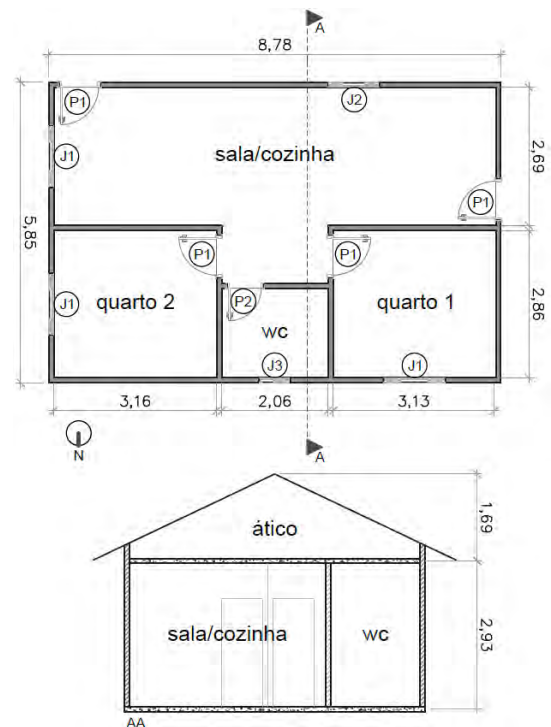 A
8,78
P1
J2
J1
sala/cozinha
2,69
P1
5,85
P1
P1
J1
quarto 2
P2
quarto 1
2,86
wc
J3
J1
3,16
2,06
3,13
N
A
ático
1,69
sala/cozinha
wc
2,93
AA